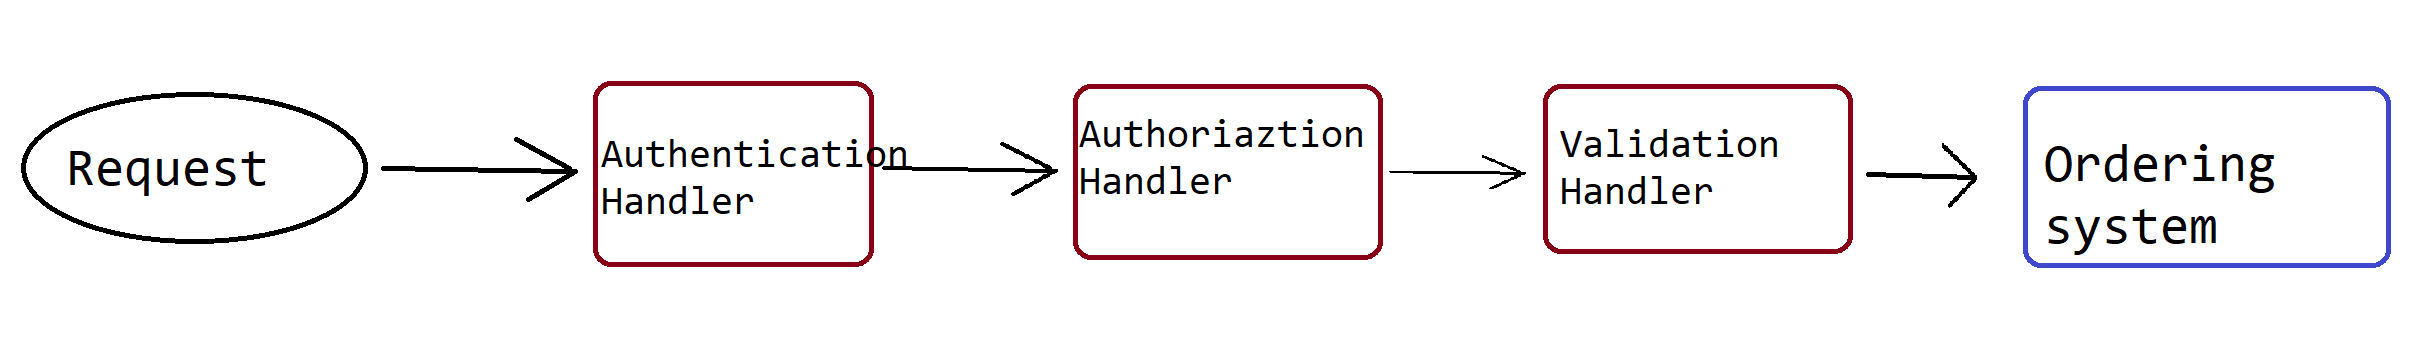 Request
Authentication
Handler
Authoriaztion
Handler
Validation
Handler
Ordering
system